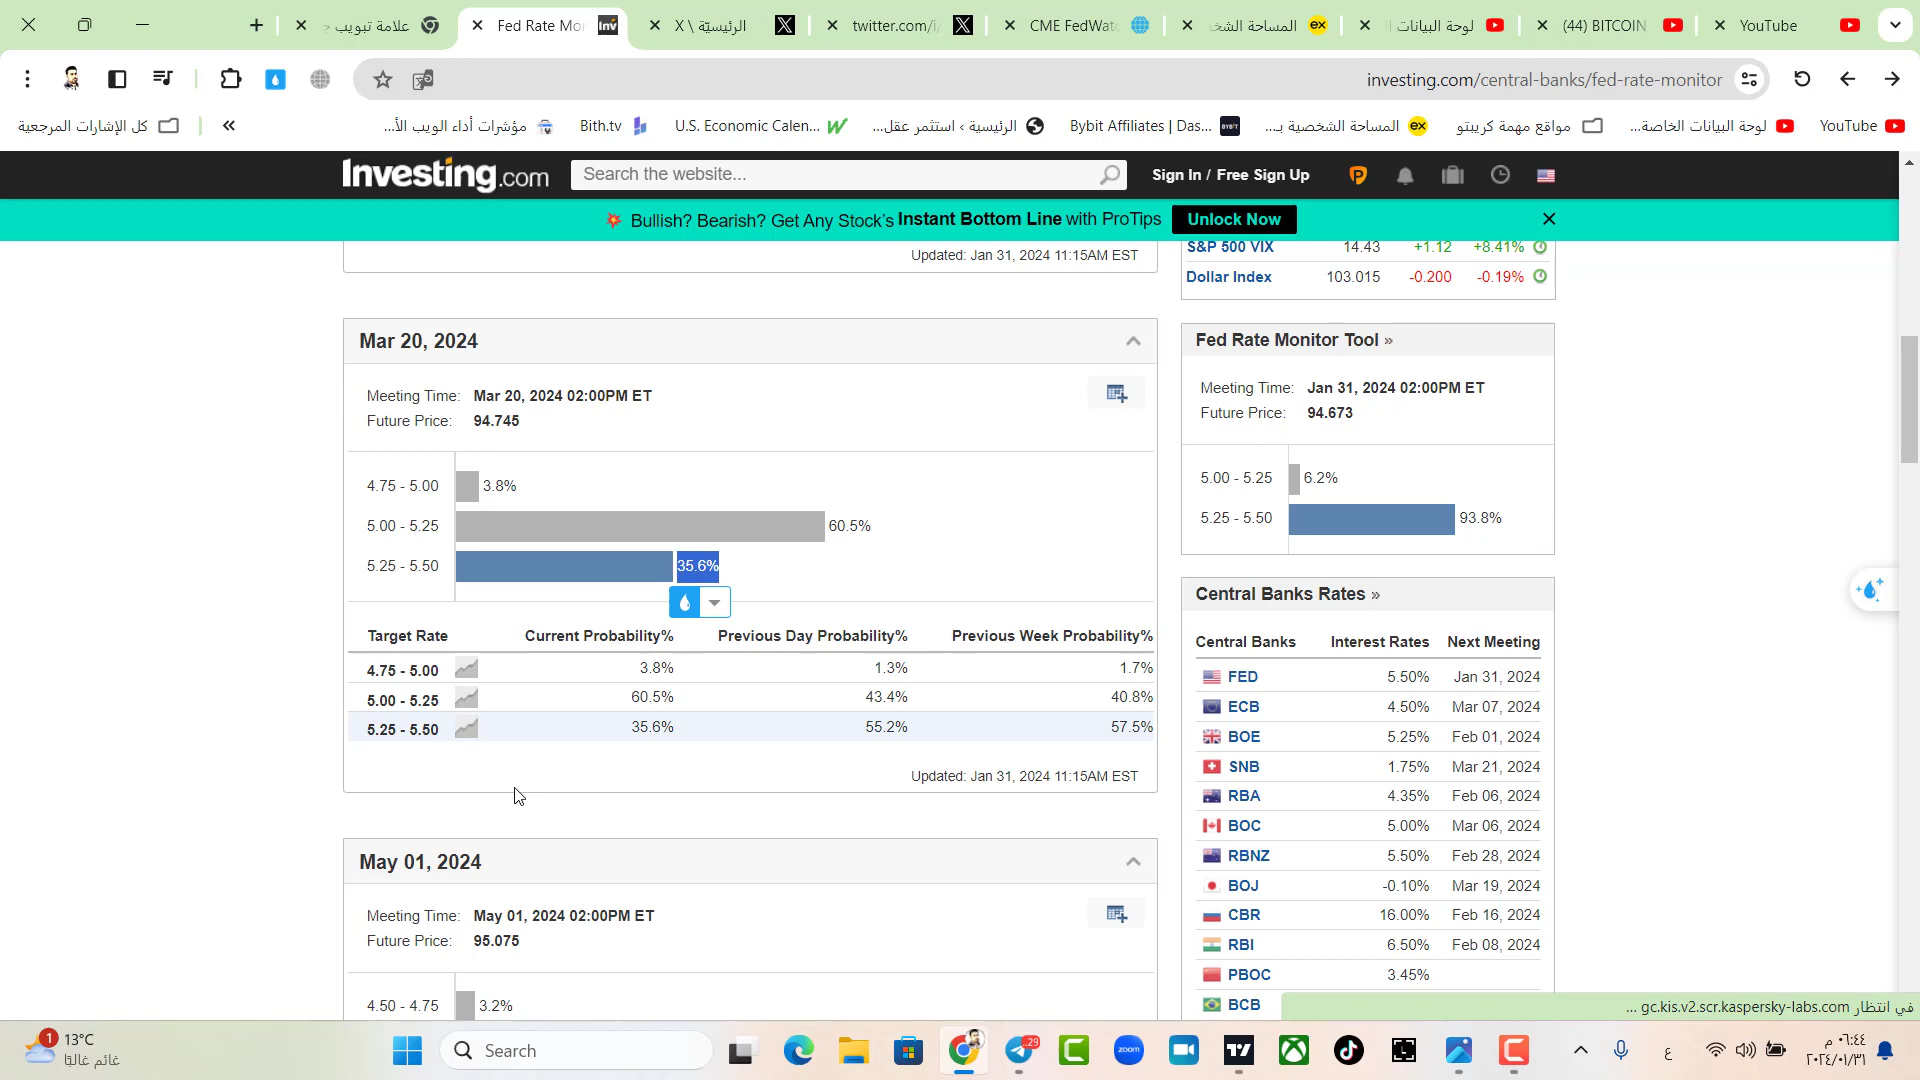 علامة تبويب ج
Fed Rate Mo
الرئيسيّة \ X
twitter.com/i/
CME FedWatc
المساحة الشخ
لوحة البيانات ا
(44) BITCOIN
YouTube
investing.com/central-banks/fed-rate-monitor
كل الإشارات المرجعية
«
مؤشرات أداء الويب الأ...
Bith.tv
U.S. Economic Calen...
الرئيسية › استثمر عقل...
Bybit Affiliates | Das...
المساحة الشخصية بـ...
مواقع مهمة كريبتو
لوحة البيانات الخاصة...
YouTube
Investing.com
Search the website...
Sign In / Free Sign Up
Bullish? Bearish? Get Any Stock's Instant Bottom Line with ProTips
Unlock Now
Updated: Jan 31, 2024 11:15AM EST
S&P 500 VIX 14.43 +1.12 +8.41%
Dollar Index 103.015 -0.200 -0.19%
Mar 20, 2024
Meeting Time: Mar 20, 2024 02:00PM ET
Future Price: 94.745
4.75 - 5.00 3.8%
5.00 - 5.25 60.5%
5.25 - 5.50 35.6%
Target Rate Current Probability% Previous Day Probability% Previous Week Probability%
4.75 - 5.00 3.8% 1.3% 1.7%
5.00 - 5.25 60.5% 43.4% 40.8%
5.25 - 5.50 35.6% 55.2% 57.5%
Updated: Jan 31, 2024 11:15AM EST
May 01, 2024
Meeting Time: May 01, 2024 02:00PM ET
Future Price: 95.075
4.50 - 4.75 3.2%
Fed Rate Monitor Tool »
Meeting Time: Jan 31, 2024 02:00PM ET
Future Price: 94.673
5.00 - 5.25 6.2%
5.25 - 5.50 93.8%
Central Banks Rates »
Central Banks Interest Rates Next Meeting
FED 5.50% Jan 31, 2024
ECB 4.50% Mar 07, 2024
BOE 5.25% Feb 01, 2024
SNB 1.75% Mar 21, 2024
RBA 4.35% Feb 06, 2024
BOC 5.00% Mar 06, 2024
RBNZ 5.50% Feb 28, 2024
BOJ -0.10% Mar 19, 2024
CBR 16.00% Feb 16, 2024
RBI 6.50% Feb 08, 2024
PBOC 3.45%
BCB
في انتظار gc.kis.v2.scr.kaspersky-labs.com ...
1
13°C
غائم غالبًا
Search
29
zoom
ع
٠٦:٤٤ م
٢٠٢٤/٠١/٣١